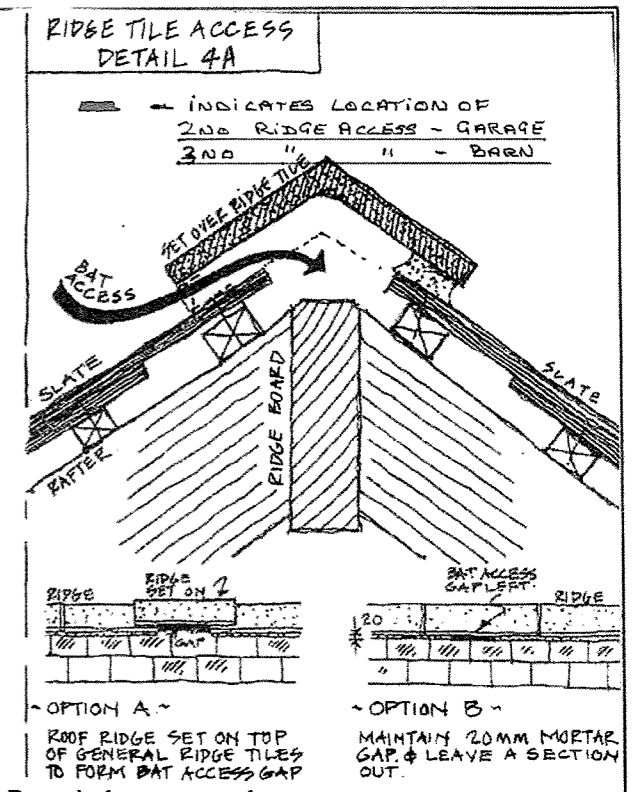 RIDGE TILE ACCESS
DETAIL 4A
INDICATES LOCATION OF
2NO RIDGE ACCESS - GARAGE
3NO " " - BARN
SET OVER RIDGE TILE
BAT
ACCESS
SLATE
RAFTER
RIDGE BOARD
SLATE
RIDGE
RIDGE
SET ON
GAP
BAT ACCESS
GAP LEFT
RIDGE
20
~ OPTION A ~
ROOF RIDGE SET ON TOP
OF GENERAL RIDGE TILES
TO FORM BAT ACCESS GAP
~ OPTION B ~
MAINTAIN 20MM MORTAR
GAP. & LEAVE A SECTION
OUT.